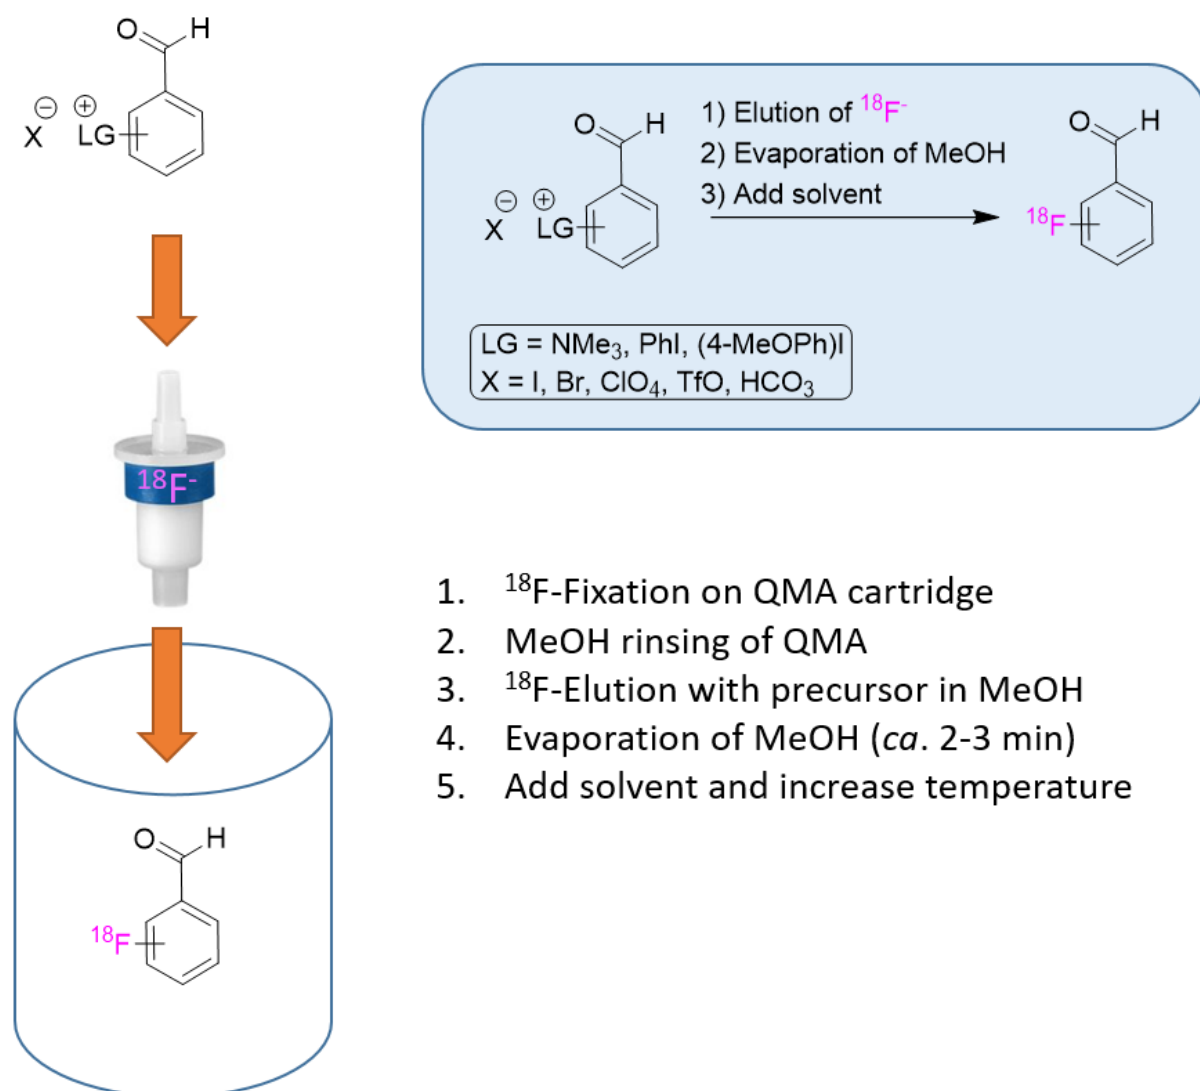 O H
X ⊖ LG ⊕
¹⁸F⁻
O H
¹⁸F
O H
X ⊖ LG ⊕
1) Elution of ¹⁸F⁻
2) Evaporation of MeOH
3) Add solvent
O H
¹⁸F
LG = NMe₃, PhI, (4-MeOPh)I
X = I, Br, ClO₄, TfO, HCO₃
1. ¹⁸F-Fixation on QMA cartridge
2. MeOH rinsing of QMA
3. ¹⁸F-Elution with precursor in MeOH
4. Evaporation of MeOH (ca. 2-3 min)
5. Add solvent and increase temperature